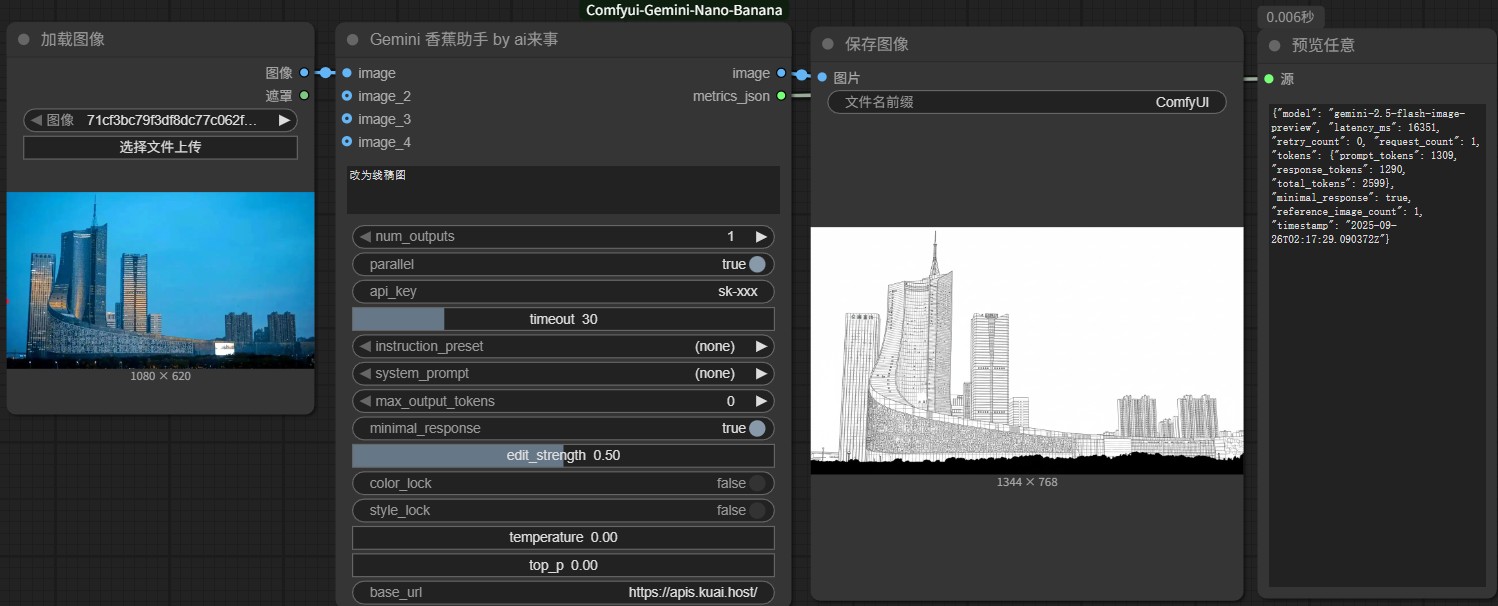 Comfyui-Gemini-Nano-Banana
加载图像
图像
遮罩
图像 71cf3bc79f3df8dc77c062f...
选择文件上传
1080 × 620
Gemini 香蕉助手 by ai来事
image image
image_2 metrics_json
image_3
image_4
改为线稿图
num_outputs 1
parallel true
api_key sk-xxx
timeout 30
instruction_preset (none)
system_prompt (none)
max_output_tokens 0
minimal_response true
edit_strength 0.50
color_lock false
style_lock false
temperature 0.00
top_p 0.00
base_url https://apis.kuai.host/
保存图像
图片
文件名前缀 ComfyUI
1344 × 768
0.006秒
预览任意
源
{"model": "gemini-2.5-flash-image-
preview", "latency_ms": 16351,
"retry_count": 0, "request_count": 1,
"tokens": {"prompt_tokens": 1309,
"response_tokens": 1290,
"total_tokens": 2599},
"minimal_response": true,
"reference_image_count": 1,
"timestamp": "2025-09-
26T02:17:29.090372Z"}